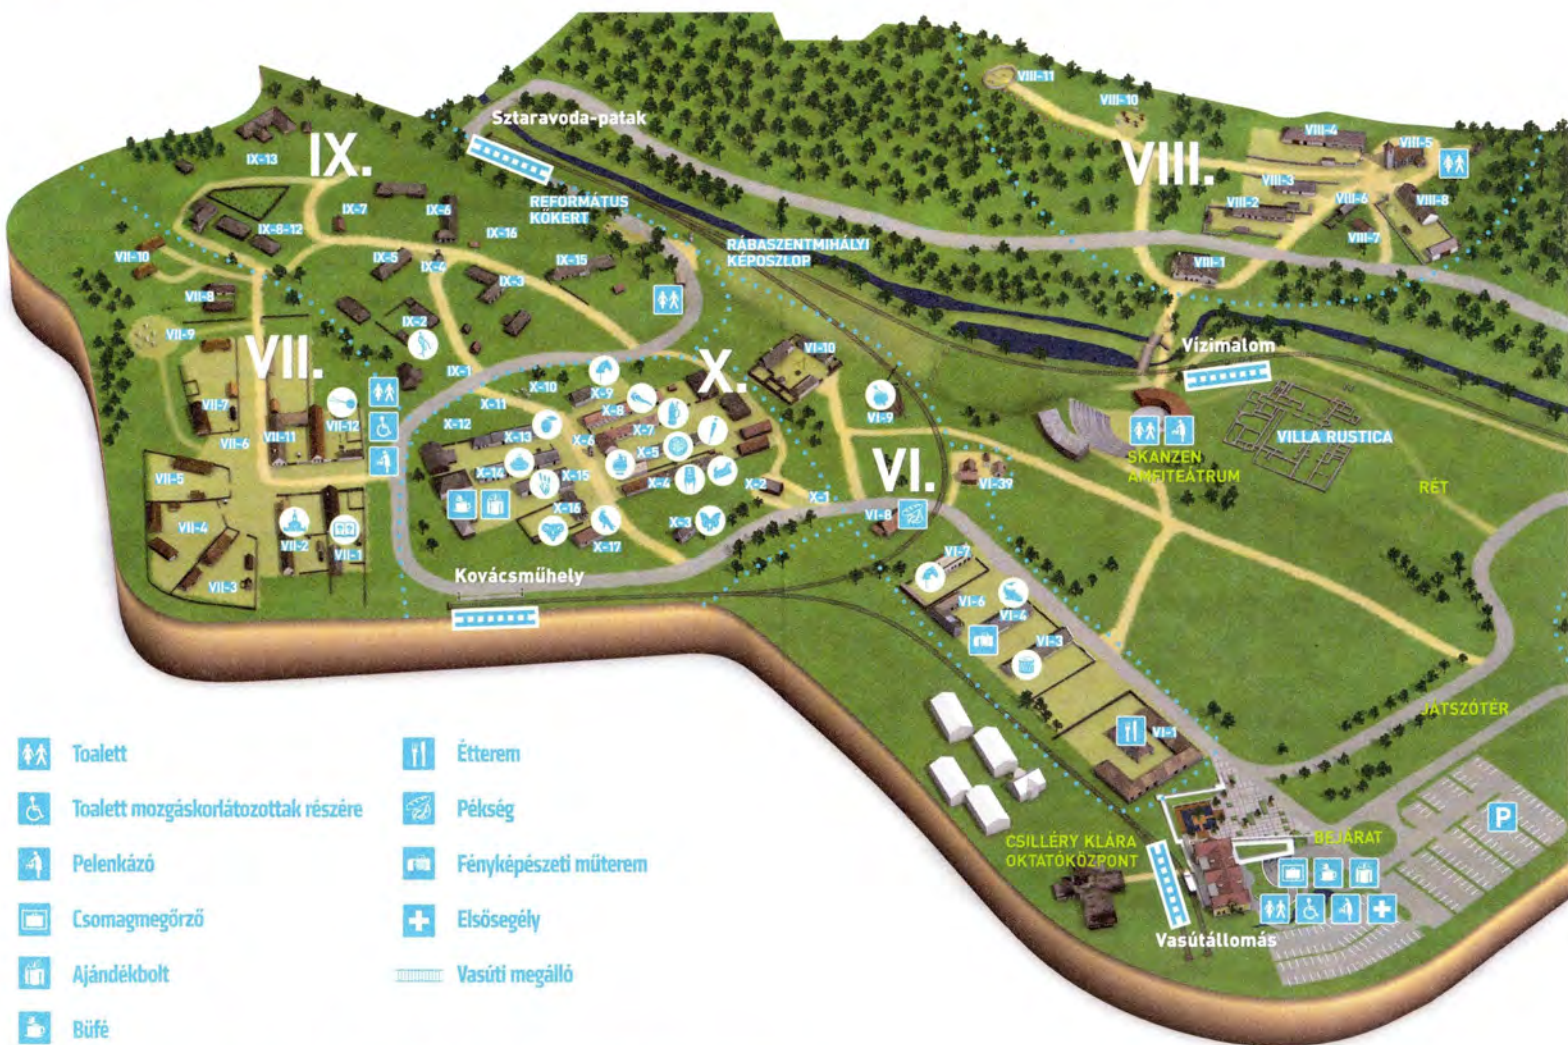 VIII-11
VIII-10
Sztaravoda-patak
IX.
IX-13
VIII.
VIII-4
VIII-5
VIII-3
VIII-2
VIII-6
VIII-8
VIII-7
VIII-1
IX-7
IX-6
REFORMÁTUS
KŐKERT
IX-8-12
IX-16
RÁBASZENTMIHÁLYI
KÉPOSZLOP
VII-10
IX-5
IX-4
IX-3
IX-15
VII-8
IX-2
VII-9
VII.
IX-1
X.
VI-10
Vízimalom
X-10
X-9
X-11
X-8
VI-9
VII-7
VII-12
X-12
X-13
X-7
X-6
VII-6
VII-11
VILLA RUSTICA
X-5
SKANZEN
AMFITEÁTRUM
VI.
X-14
X-15
VII-5
X-4
X-2
VI-39
RÉT
X-1
X-16
VI-8
VII-4
X-3
VII-2
VII-1
X-17
VI-7
Kovácsműhely
VII-3
VI-6
VI-4
VI-3
JÁTSZÓTÉR
VI-1
P
BEJÁRAT
CSILLÉRY KLÁRA
OKTATÓKÖZPONT
Vasútállomás
Toalett
Toalett mozgáskorlátozottak részére
Pelenkázó
Csomagmegőrző
Ajándékbolt
Büfé
Étterem
Pékség
Fényképészeti műterem
Elsősegély
Vasúti megálló